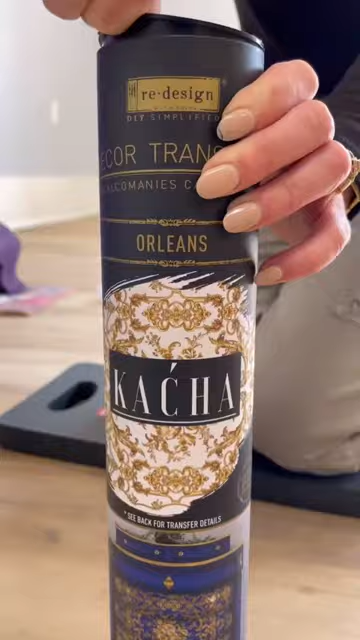 re·design
DIY SIMPLIFIED
ECOR TRANS
ALCOMANIES C
ORLEANS
KAĆHA
* SEE BACK FOR TRANSFER DETAILS